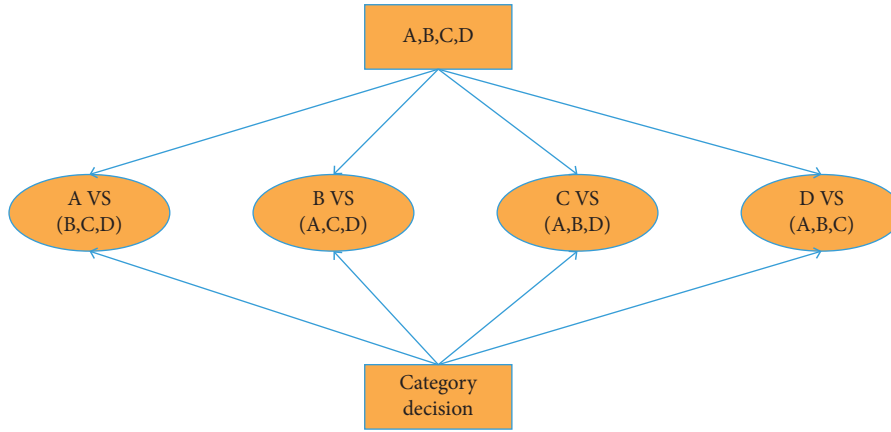 A,B,C,D
A VS
(B,C,D)
B VS
(A,C,D)
C VS
(A,B,D)
D VS
(A,B,C)
Category
decision